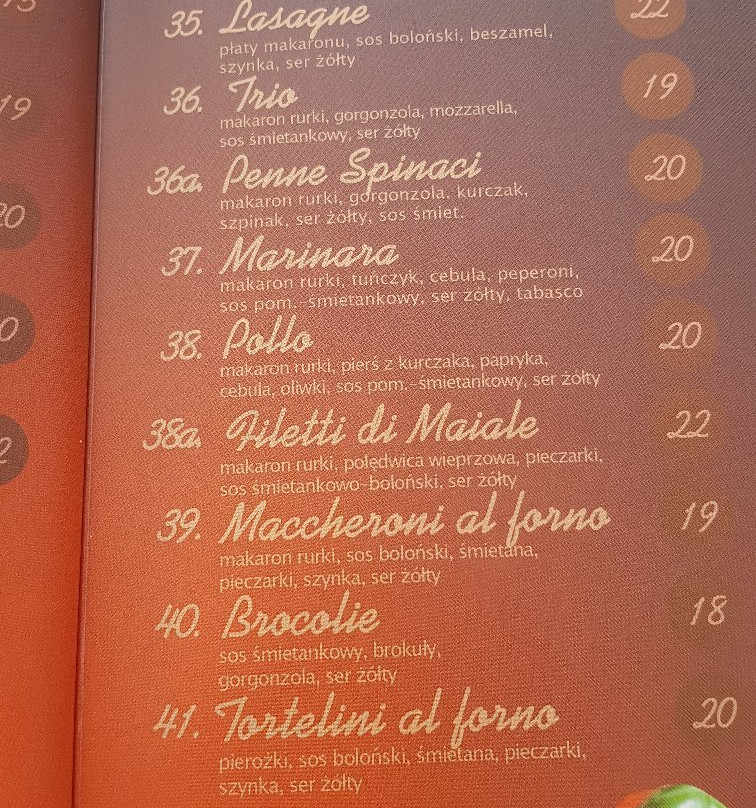 35. Lasagne 22
płaty makaronu, sos boloński, beszamel,
szynka, ser żółty
36. Trio 19
makaron rurki, gorgonzola, mozzarella,
sos śmietankowy, ser żółty
36a. Penne Spinaci 20
makaron rurki, gorgonzola, kurczak,
szpinak, ser żółty, sos śmiet.
37. Marinara 20
makaron rurki, tuńczyk, cebula, peperoni,
sos pom.-śmietankowy, ser żółty, tabasco
38. Pollo 20
makaron rurki, pierś z kurczaka, papryka,
cebula, oliwki, sos pom.-śmietankowy, ser żółty
38a. Filetti di Maiale 22
makaron rurki, polędwica wieprzowa, pieczarki,
sos śmietankowo-boloński, ser żółty
39. Maccheroni al forno 19
makaron rurki, sos boloński, śmietana,
pieczarki, szynka, ser żółty
40. Brocolie 18
sos śmietankowy, brokuły,
gorgonzola, ser żółty
41. Tortelini al forno 20
pierożki, sos boloński, śmietana, pieczarki,
szynka, ser żółty